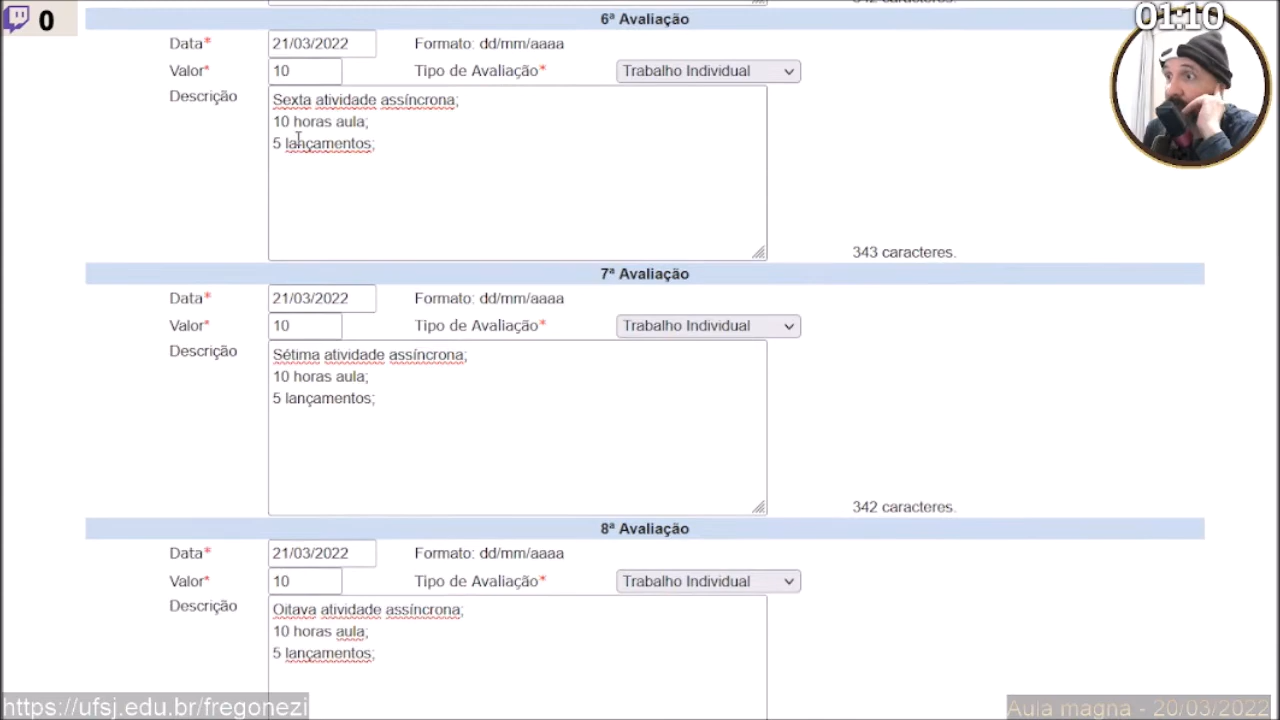 0
01:10
342 caracteres.
6ª Avaliação
Data* 21/03/2022 Formato: dd/mm/aaaa
Valor* 10 Tipo de Avaliação* Trabalho Individual
Descrição Sexta atividade assíncrona;
10 horas aula;
5 lançamentos;
343 caracteres.
7ª Avaliação
Data* 21/03/2022 Formato: dd/mm/aaaa
Valor* 10 Tipo de Avaliação* Trabalho Individual
Descrição Sétima atividade assíncrona;
10 horas aula;
5 lançamentos;
342 caracteres.
8ª Avaliação
Data* 21/03/2022 Formato: dd/mm/aaaa
Valor* 10 Tipo de Avaliação* Trabalho Individual
Descrição Oitava atividade assíncrona;
10 horas aula;
5 lançamentos;
https://ufsj.edu.br/fregonezi
Aula magna - 20/03/2022